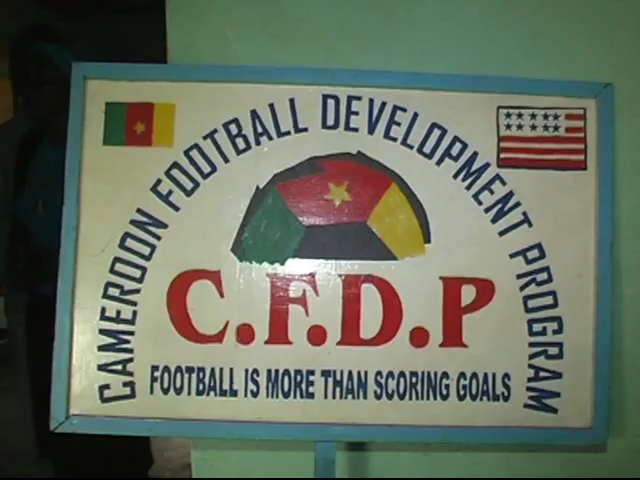 CAMEROON FOOTBALL DEVELOPMENT PROGRAM
C.F.D.P
FOOTBALL IS MORE THAN SCORING GOALS